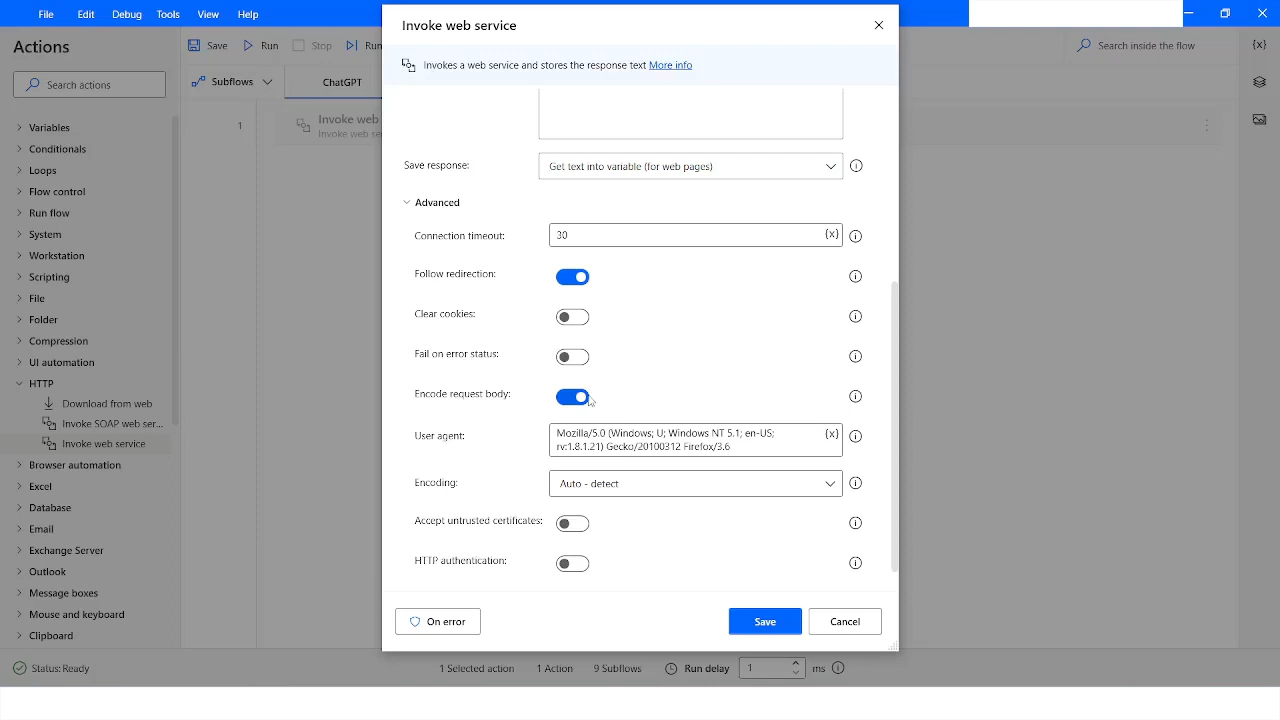 File Edit Debug Tools View Help
Actions
Search actions
Variables
Conditionals
Loops
Flow control
Run flow
System
Workstation
Scripting
File
Folder
Compression
UI automation
HTTP
Download from web
Invoke SOAP web ser...
Invoke web service
Browser automation
Excel
Database
Email
Exchange Server
Outlook
Message boxes
Mouse and keyboard
Clipboard
Save Run Stop Run
Search inside the flow
{x}
Subflows ChatGPT
1
Invoke web
Invoke web se
Invoke web service
Invokes a web service and stores the response text More info
Save response: Get text into variable (for web pages)
Advanced
Connection timeout: 30 {x}
Follow redirection:
Clear cookies:
Fail on error status:
Encode request body:
User agent: Mozilla/5.0 (Windows; U; Windows NT 5.1; en-US; {x}
rv:1.8.1.21) Gecko/20100312 Firefox/3.6
Encoding: Auto - detect
Accept untrusted certificates:
HTTP authentication:
On error Save Cancel
Status: Ready 1 Selected action 1 Action 9 Subflows Run delay 1 ms